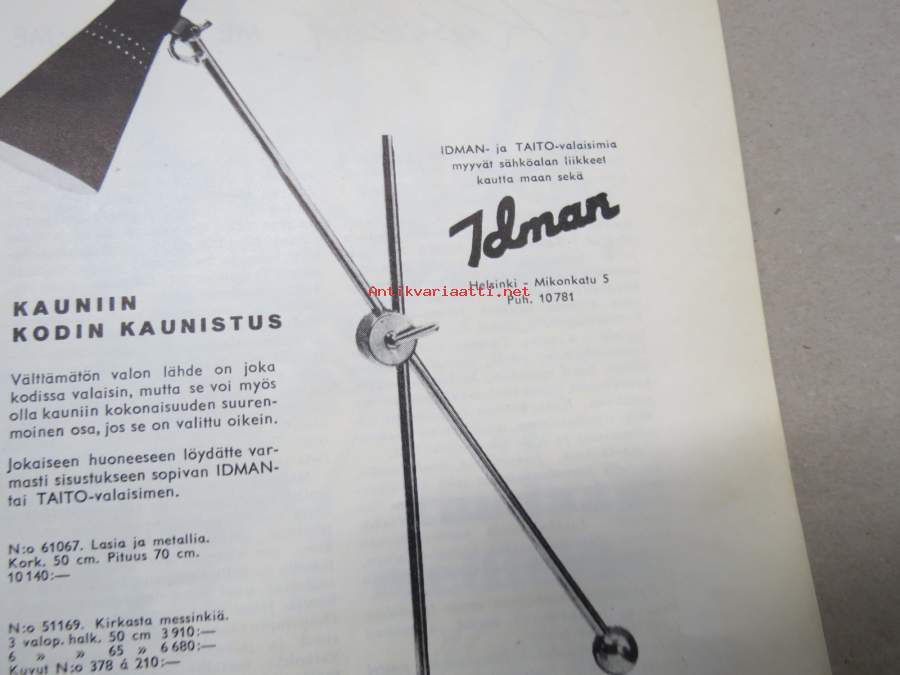 IDMAN- ja TAITO-valaisimia
myyvät sähköalan liikkeet
kautta maan sekä
Idman
Helsinki - Mikonkatu 5
Puh. 10 781
Antikvariaatti.net
KAUNIIN
KODIN KAUNISTUS
Välttämätön valon lähde on joka
kodissa valaisin, mutta se voi myös
olla kauniin kokonaisuuden suuren-
moinen osa, jos se on valittu oikein.
Jokaiseen huoneeseen löydätte var-
masti sisustukseen sopivan IDMAN-
tai TAITO-valaisimen.
N:o 61067. Lasia ja metallia.
Kork. 50 cm. Pituus 70 cm.
10 140:—
N:o 51169. Kirkasta messinkiä.
3 valop. halk. 50 cm 3 910:—
6 » » 65 » 6 680:—
Kuvut N:o 378 á 210:—